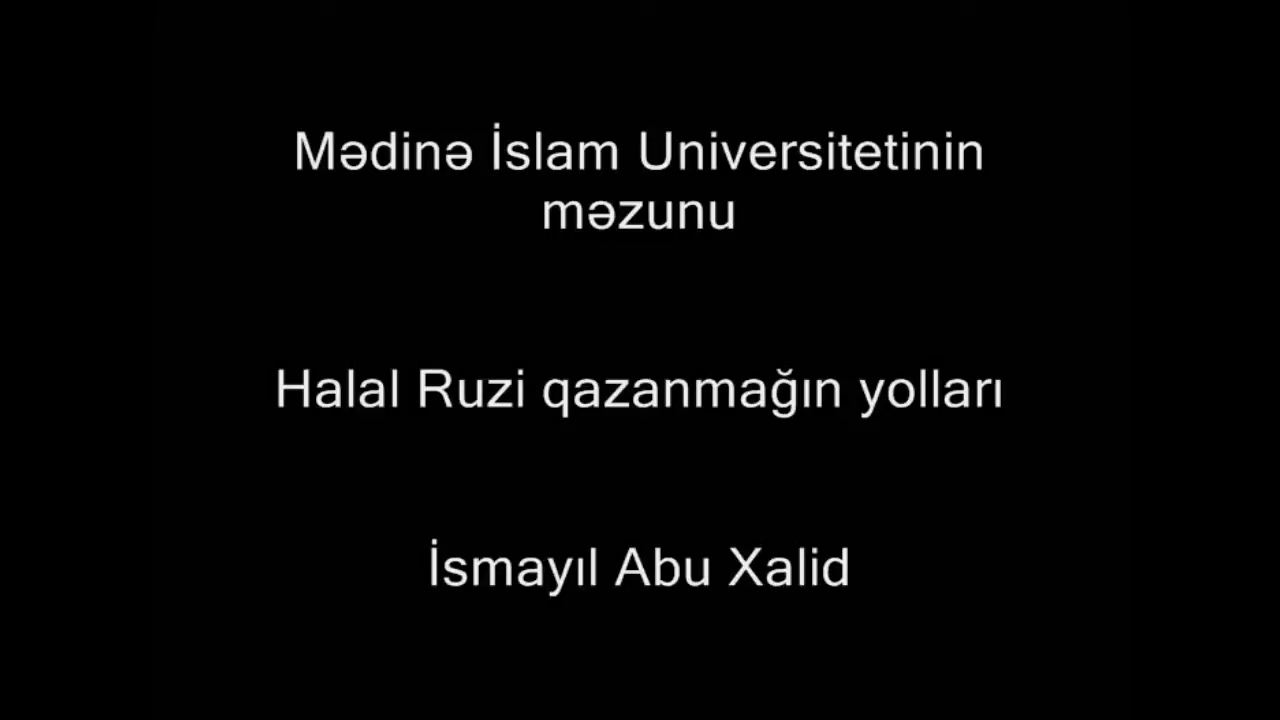 Mədinə İslam Universitetinin
məzunu
Halal Ruzi qazanmağın yolları
İsmayıl Abu Xalid